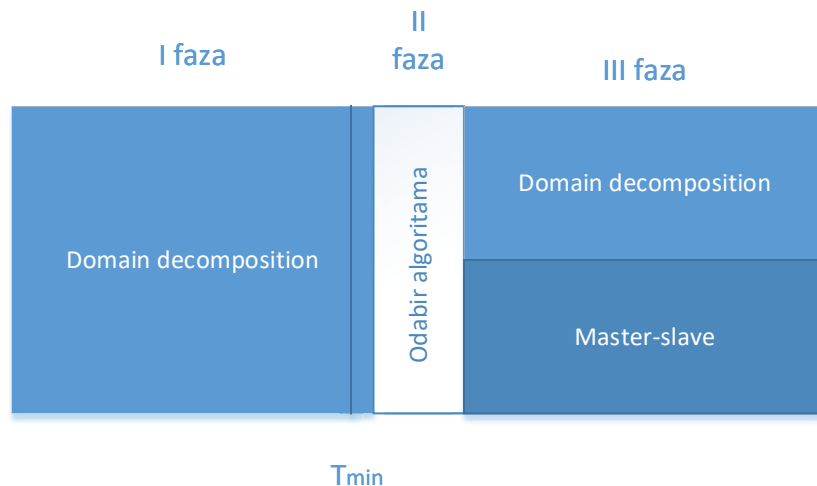 I faza
II
faza
III faza
Domain decomposition
Odabir algoritama
Domain decomposition
Master-slave
Tmin